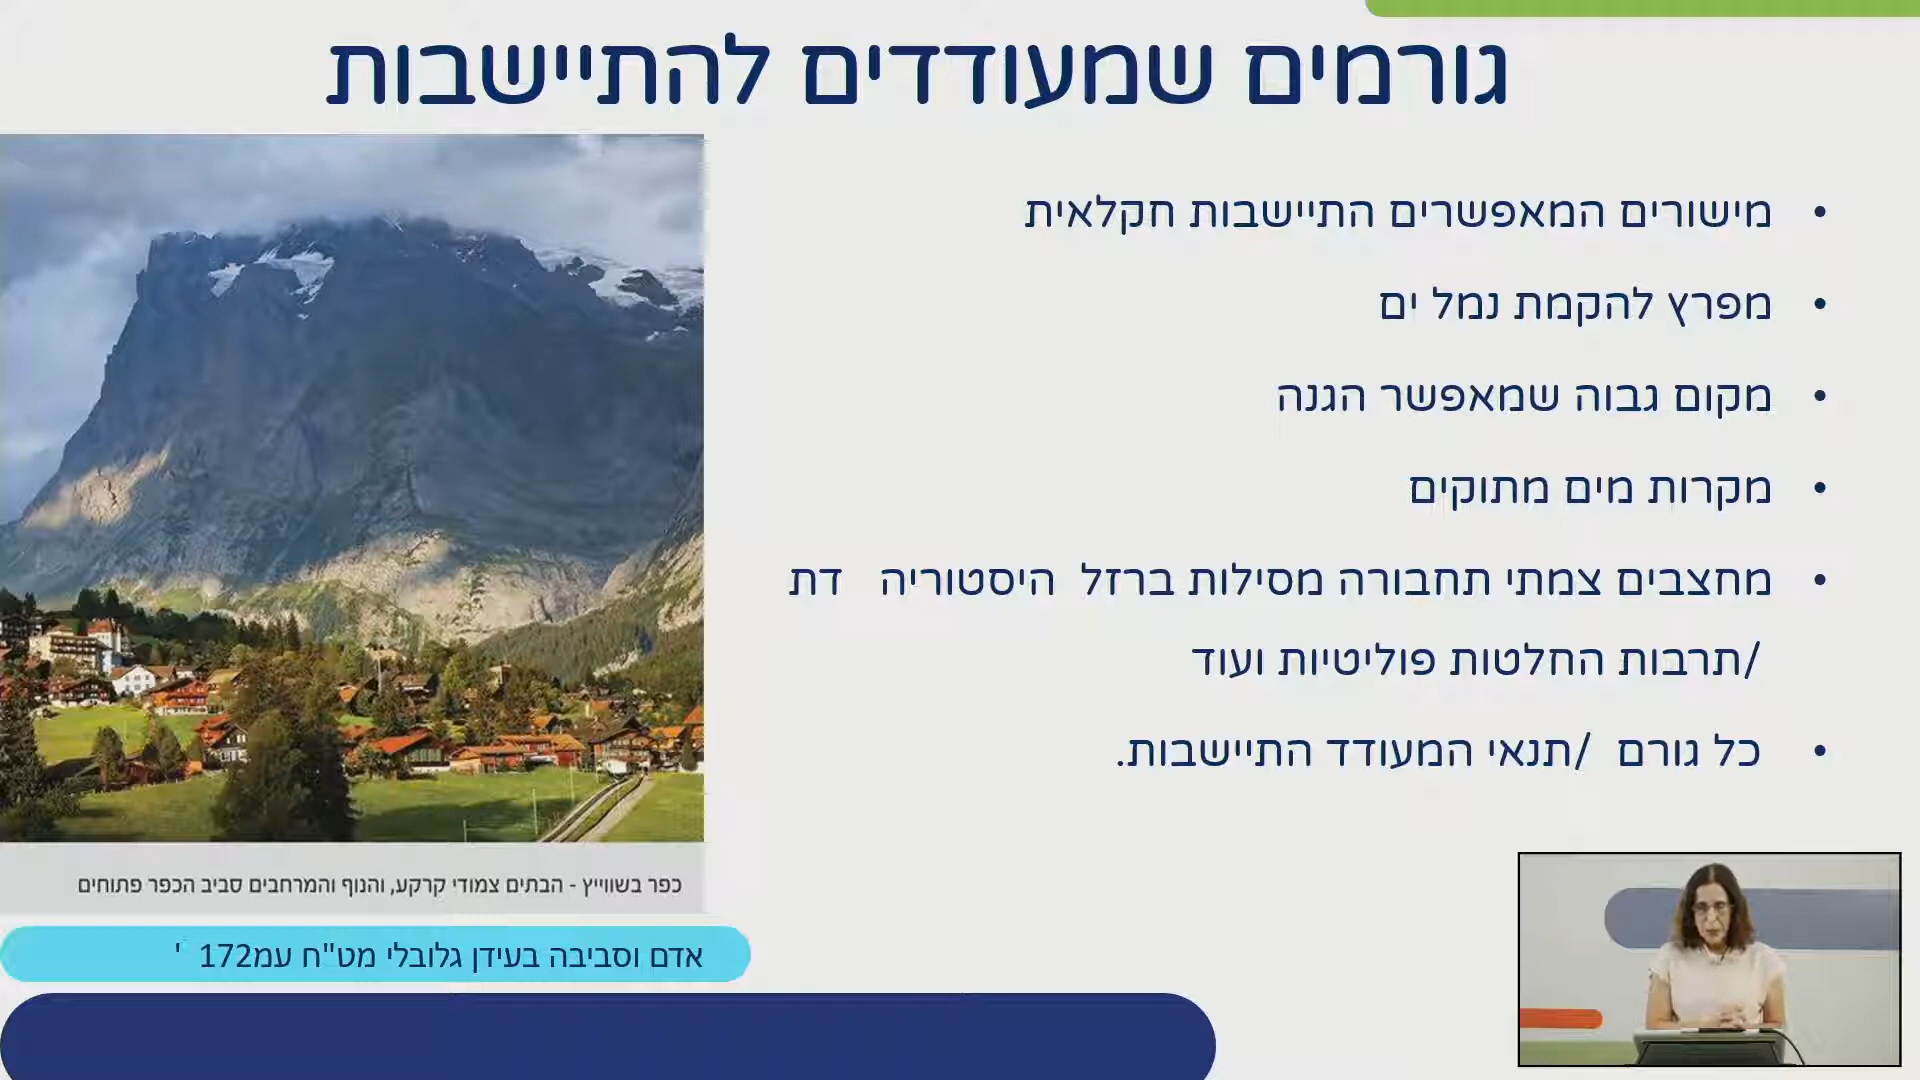 גורמים שמעודדים להתיישבות
• מישורים המאפשרים התיישבות חקלאית
• מפרץ להקמת נמל ים
• מקום גבוה שמאפשר הגנה
• מקרות מים מתוקים
• מחצבים צמתי תחבורה מסילות ברזל היסטוריה דת
/תרבות החלטות פוליטיות ועוד
• כל גורם /תנאי המעודד התיישבות.
כפר בשווייץ - הבתים צמודי קרקע, והנוף והמרחבים סביב הכפר פתוחים
אדם וסביבה בעידן גלובלי מט"ח עמ172 '